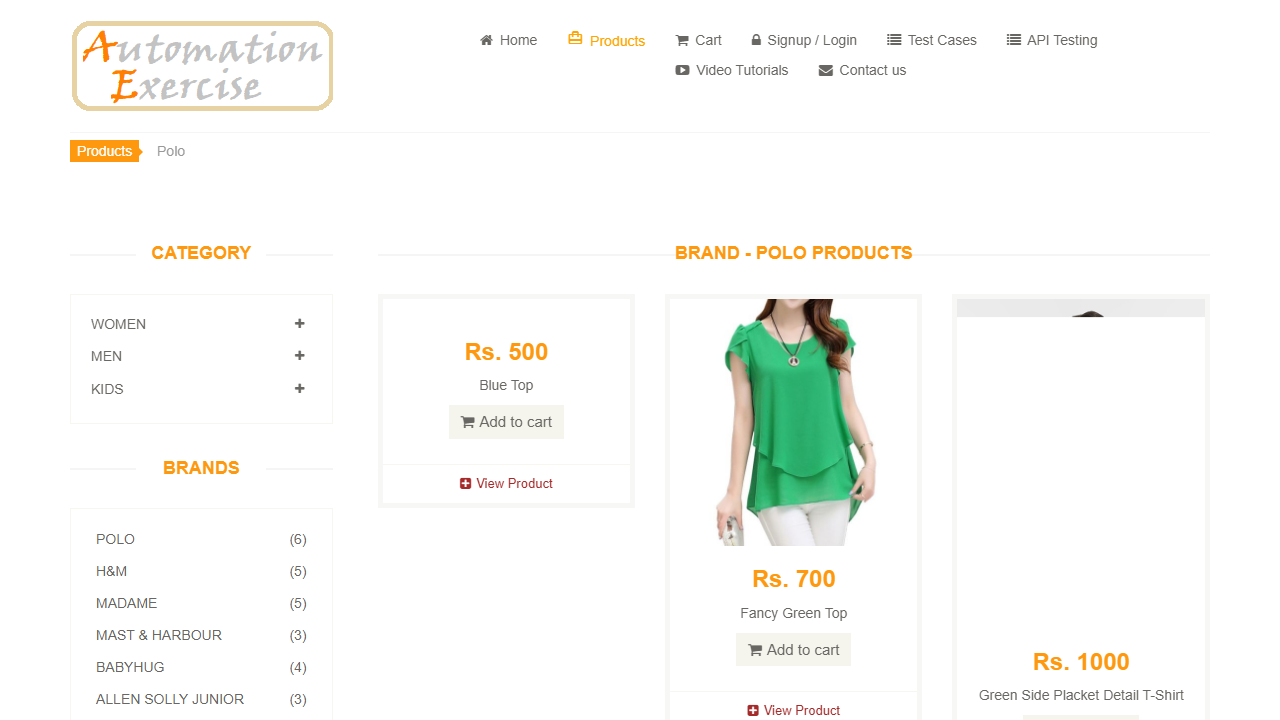 Automation
Exercise
Home
Products
Cart
Signup / Login
Test Cases
API Testing
Video Tutorials
Contact us
Products
Polo
CATEGORY
WOMEN
MEN
KIDS
BRANDS
POLO (6)
H&M (5)
MADAME (5)
MAST & HARBOUR (3)
BABYHUG (4)
ALLEN SOLLY JUNIOR (3)
BRAND - POLO PRODUCTS
Rs. 500
Blue Top
Add to cart
View Product
Rs. 700
Fancy Green Top
Add to cart
View Product
Rs. 1000
Green Side Placket Detail T-Shirt